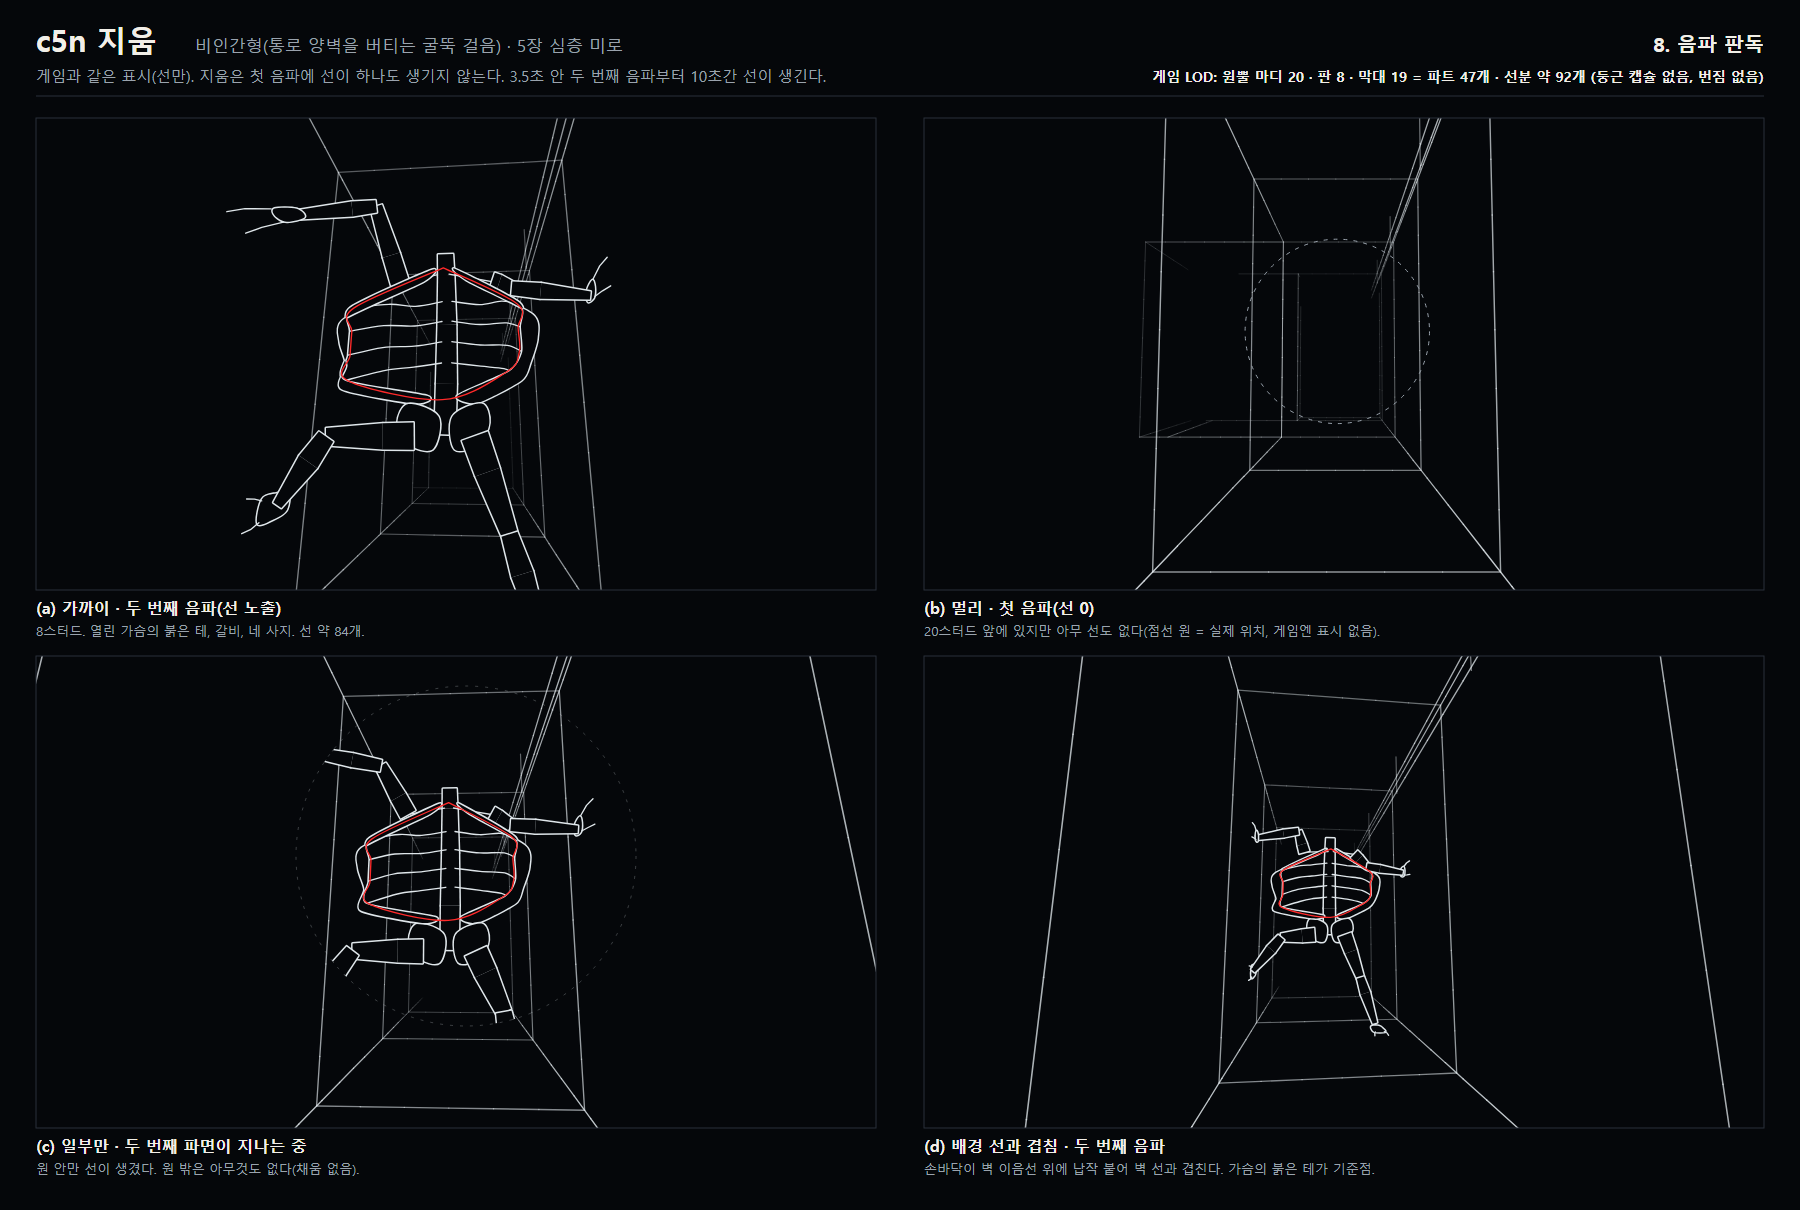 c5n 지움
비인간형(통로 양벽을 버티는 굴뚝 걸음) · 5장 심층 미로
8. 음파 판독
게임과 같은 표시(선만). 지움은 첫 음파에 선이 하나도 생기지 않는다. 3.5초 안 두 번째 음파부터 10초간 선이 생긴다.
게임 LOD: 원뿔 마디 20 · 판 8 · 막대 19 = 파트 47개 · 선분 약 92개 (둥근 캡슐 없음, 번짐 없음)
(a) 가까이 · 두 번째 음파(선 노출)
8스터드. 열린 가슴의 붉은 테, 갈비, 네 사지. 선 약 84개.
(b) 멀리 · 첫 음파(선 0)
20스터드 앞에 있지만 아무 선도 없다(점선 원 = 실제 위치, 게임엔 표시 없음).
(c) 일부만 · 두 번째 파면이 지나는 중
원 안만 선이 생겼다. 원 밖은 아무것도 없다(채움 없음).
(d) 배경 선과 겹침 · 두 번째 음파
손바닥이 벽 이음선 위에 납작 붙어 벽 선과 겹친다. 가슴의 붉은 테가 기준점.